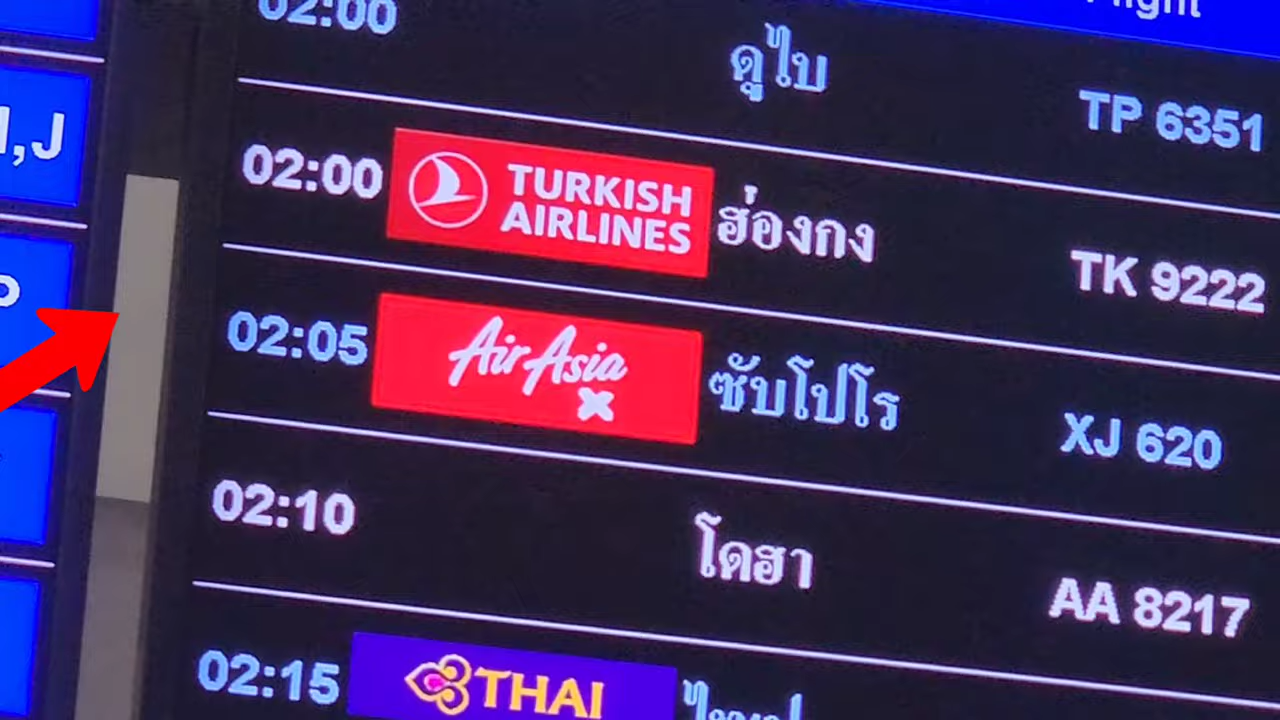 Flight
02:00 ดูไบ TP 6351
J
02:00 TURKISH AIRLINES ฮ่องกง TK 9222
02:05 AirAsia X ซัปโปโร XJ 620
02:10 โดฮา AA 8217
02:15 THAI